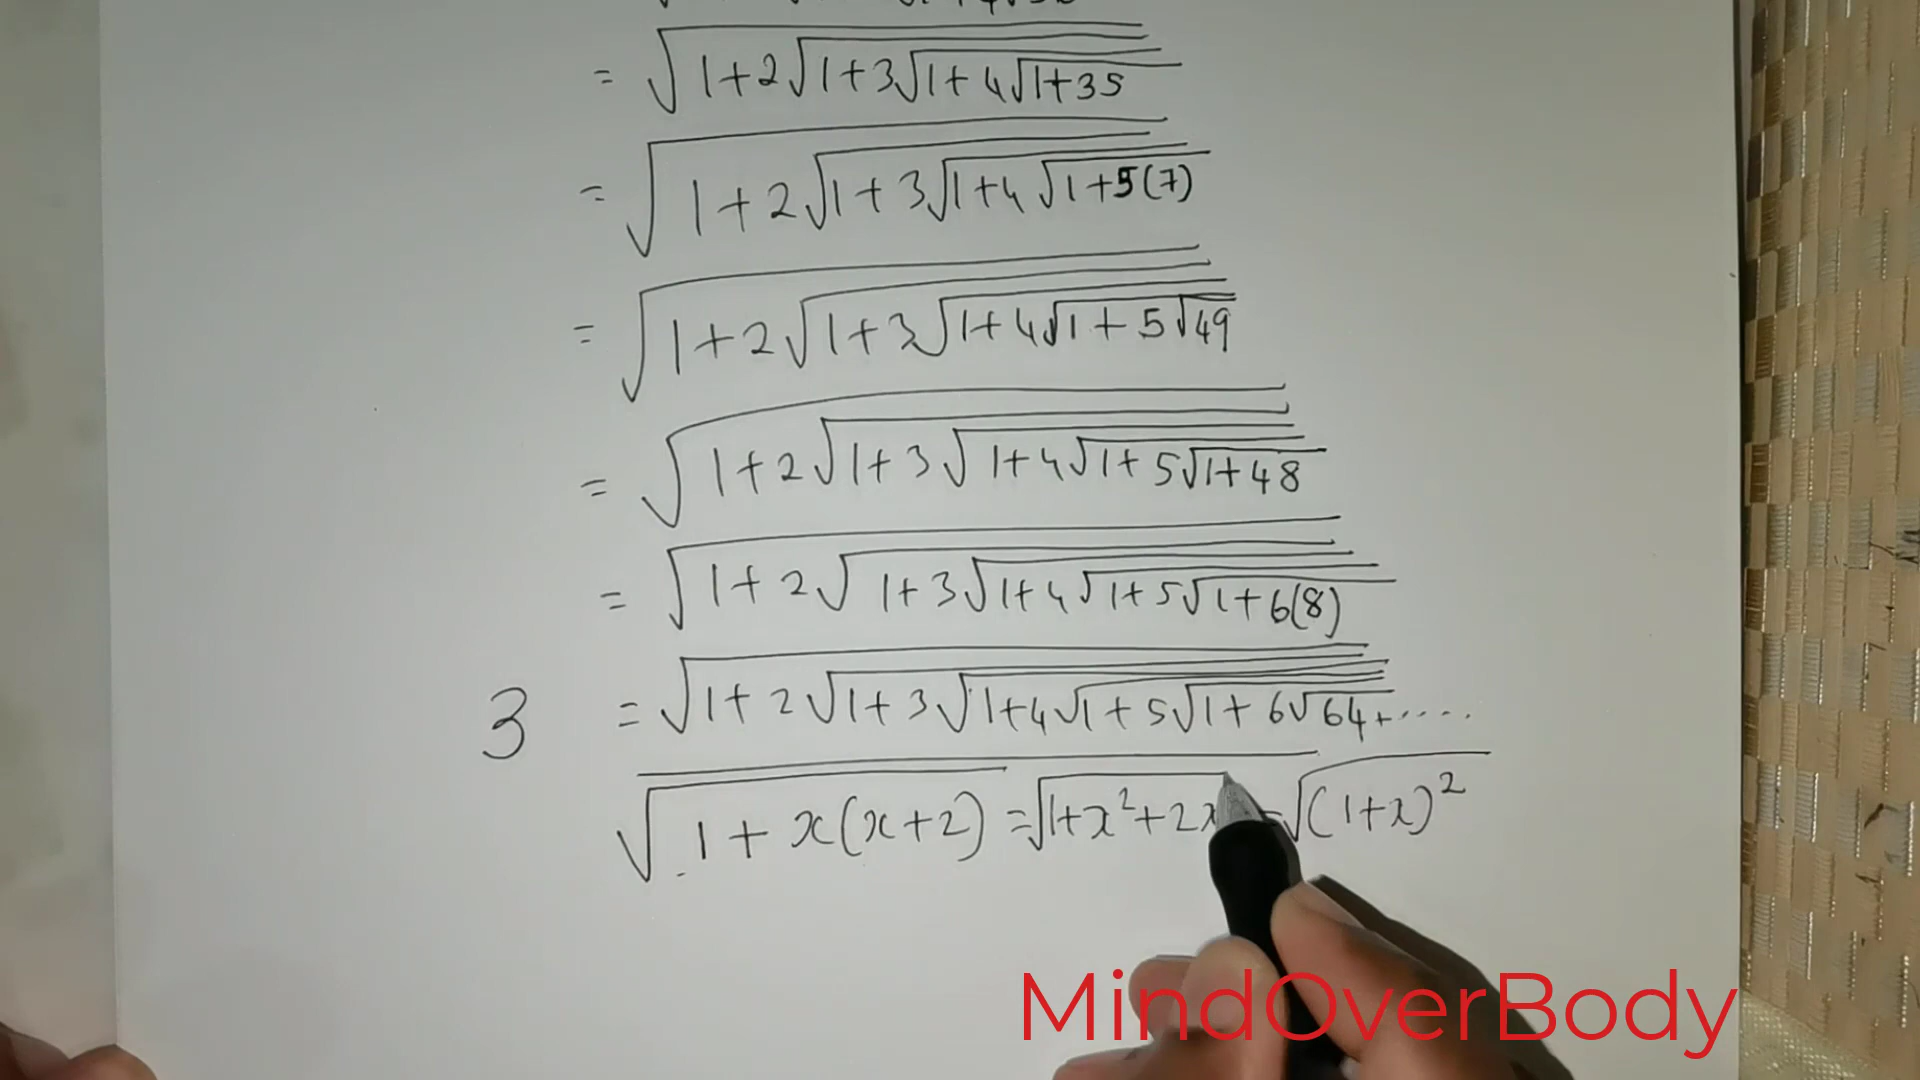 = √1+2√1+3√1+4√1+35
= √1+2√1+3√1+4√1+5(7)
= √1+2√1+3√1+4√1+5√49
= √1+2√1+3√1+4√1+5√1+48
= √1+2√1+3√1+4√1+5√1+6(8)
3 = √1+2√1+3√1+4√1+5√1+6√64+.....
√1+x(x+2) = √1+x²+2x = √(1+x)²
MindOverBody